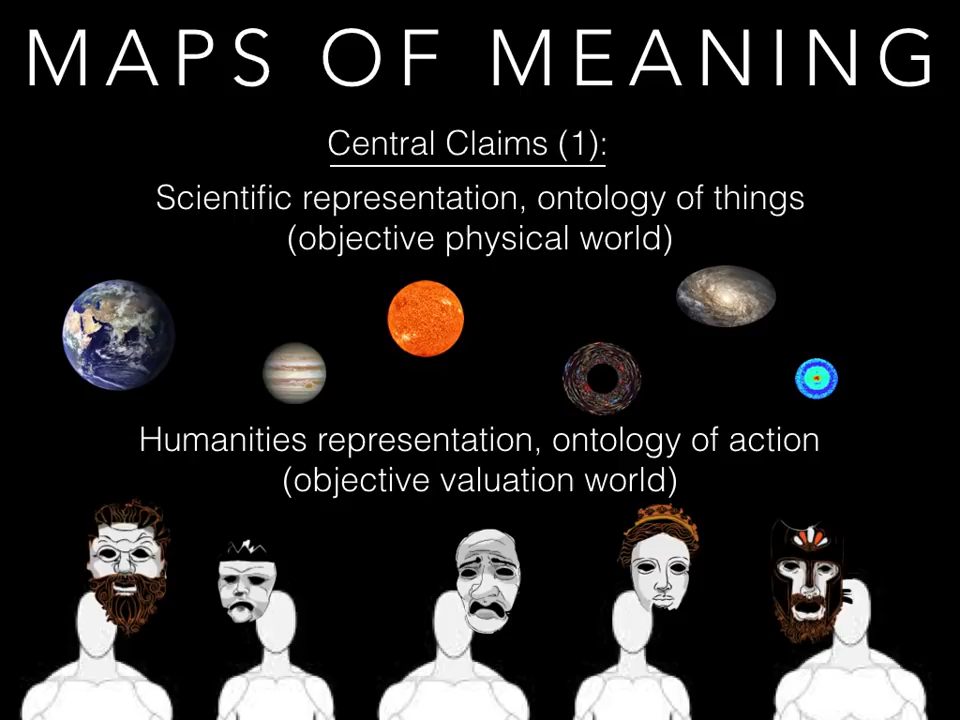 MAPS OF MEANING
Central Claims (1):
Scientific representation, ontology of things
(objective physical world)
Humanities representation, ontology of action
(objective valuation world)